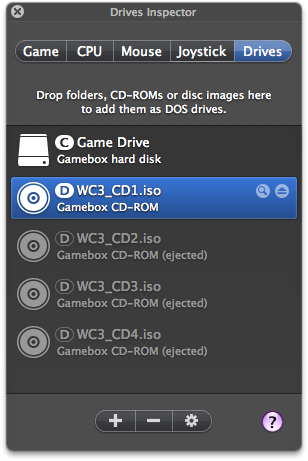 Drives Inspector
Game CPU Mouse Joystick Drives
Drop folders, CD-ROMs or disc images here
to add them as DOS drives.
C Game Drive
Gamebox hard disk
D WC3_CD1.iso
Gamebox CD-ROM
D WC3_CD2.iso
Gamebox CD-ROM (ejected)
D WC3_CD3.iso
Gamebox CD-ROM (ejected)
D WC3_CD4.iso
Gamebox CD-ROM (ejected)
?